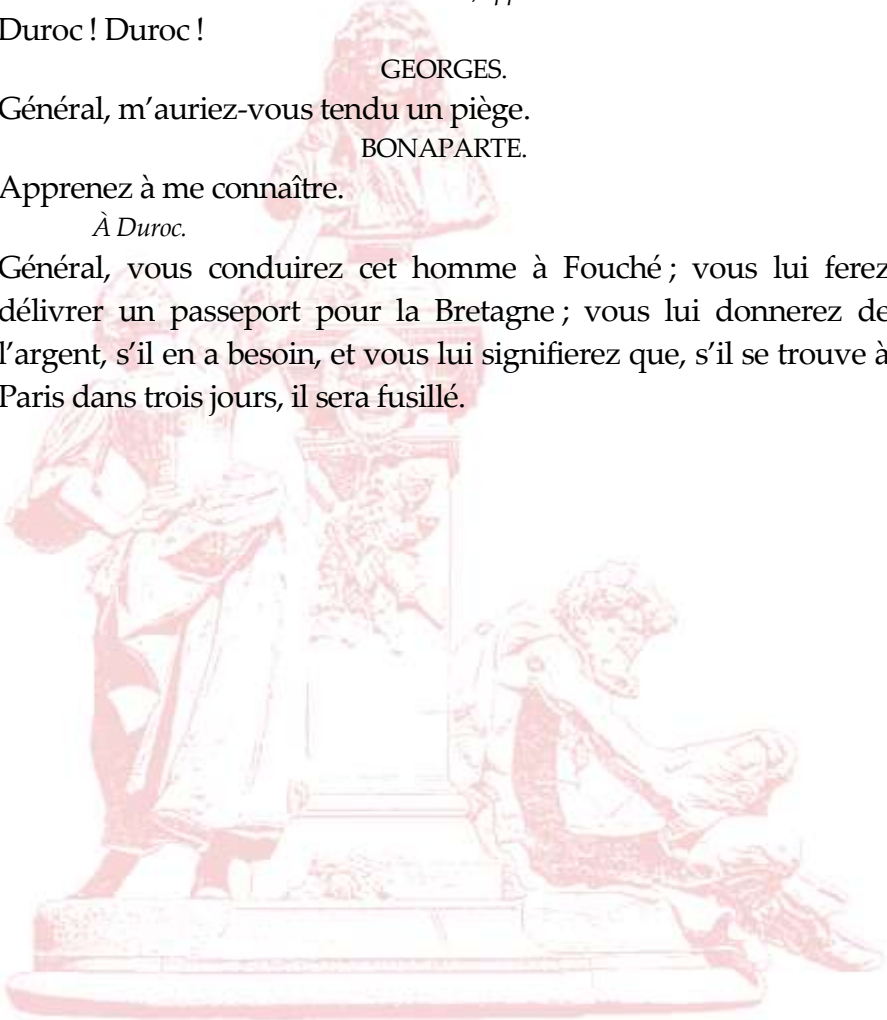 Duroc ! Duroc !
GEORGES.
Général, m’auriez-vous tendu un piège.
BONAPARTE.
Apprenez à me connaître.
À Duroc.
Général, vous conduirez cet homme à Fouché ; vous lui ferez
délivrer un passeport pour la Bretagne ; vous lui donnerez de
l’argent, s’il en a besoin, et vous lui signifierez que, s’il se trouve à
Paris dans trois jours, il sera fusillé.